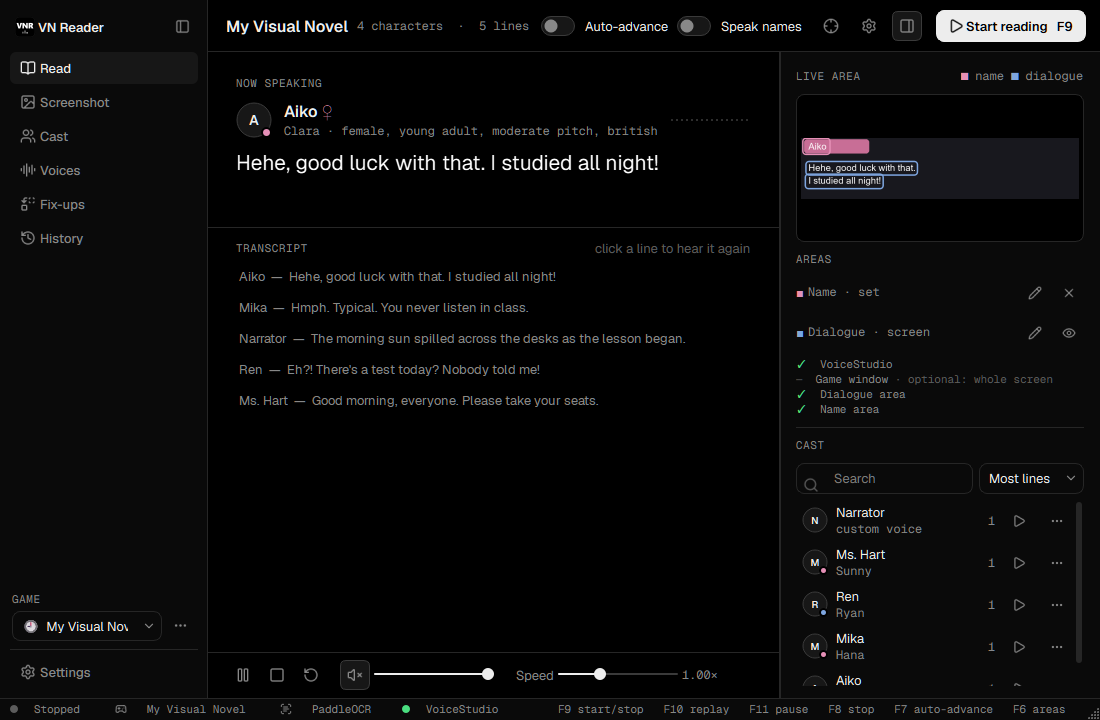 VNR VN Reader
Read
Screenshot
Cast
Voices
Fix-ups
History
GAME
My Visual Nov
Settings
My Visual Novel 4 characters · 5 lines Auto-advance Speak names Start reading F9
NOW SPEAKING
A Aiko ♀
Clara · female, young adult, moderate pitch, british
Hehe, good luck with that. I studied all night!
TRANSCRIPT click a line to hear it again
Aiko — Hehe, good luck with that. I studied all night!
Mika — Hmph. Typical. You never listen in class.
Narrator — The morning sun spilled across the desks as the lesson began.
Ren — Eh?! There's a test today? Nobody told me!
Ms. Hart — Good morning, everyone. Please take your seats.
Speed 1.00×
LIVE AREA name dialogue
Aiko
Hehe, good luck with that.
I studied all night!
AREAS
Name · set
Dialogue · screen
✓ VoiceStudio
– Game window · optional: whole screen
✓ Dialogue area
✓ Name area
CAST
Search Most lines
N Narrator 1
custom voice
M Ms. Hart 1
Sunny
R Ren 1
Ryan
M Mika 1
Hana
Aiko
Stopped My Visual Novel PaddleOCR VoiceStudio F9 start/stop F10 replay F11 pause F8 stop F7 auto-advance F6 areas